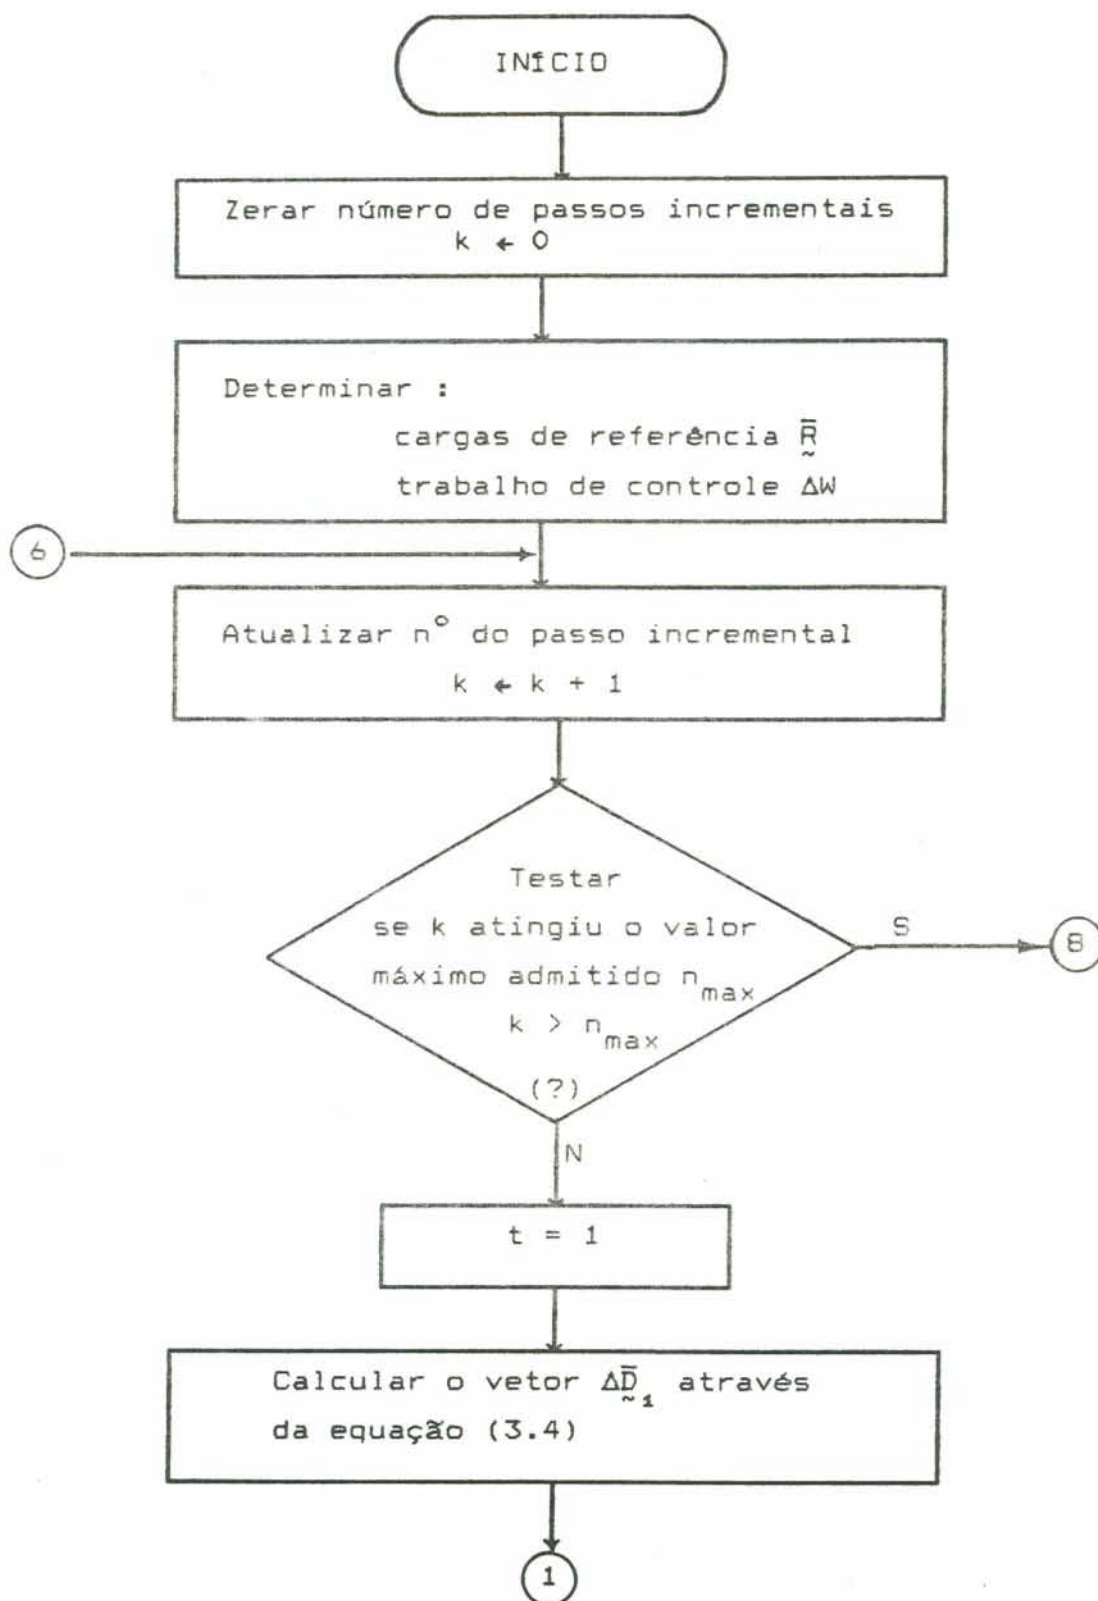 INÍCIO
Zerar número de passos incrementais
k ← 0
Determinar :
cargas de referência R̰̄
trabalho de controle ΔW
6
Atualizar nº do passo incremental
k ← k + 1
Testar
se k atingiu o valor
máximo admitido n_max
k > n_max
(?)
S
8
N
t = 1
Calcular o vetor ΔD̰̄₁ através
da equação (3.4)
1